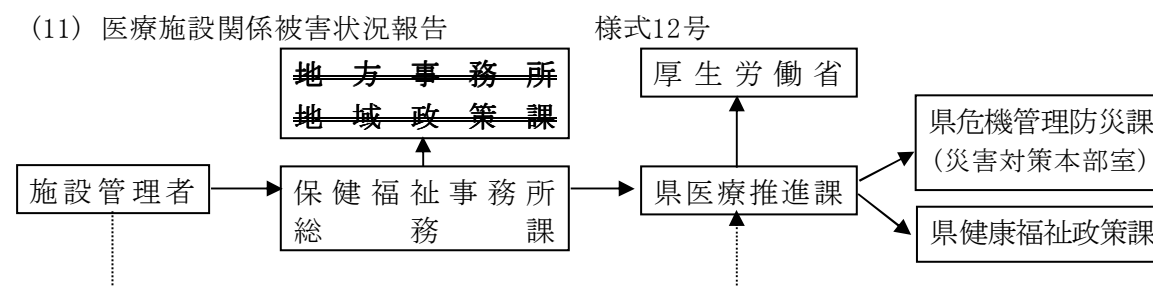 (11) 医療施設関係被害状況報告 様式12号
地方事務所
地域政策課
厚生労働省
県危機管理防災課
(災害対策本部室)
施設管理者
保健福祉事務所
総務課
県医療推進課
県健康福祉政策課